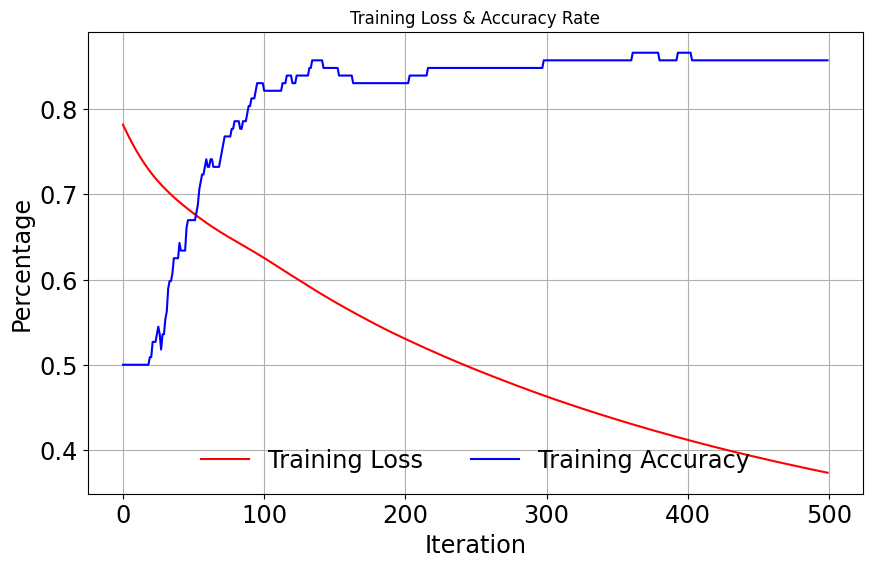 Training Loss & Accuracy Rate
Percentage
0.8
0.7
0.6
0.5
0.4
Training Loss
Training Accuracy
0 100 200 300 400 500
Iteration